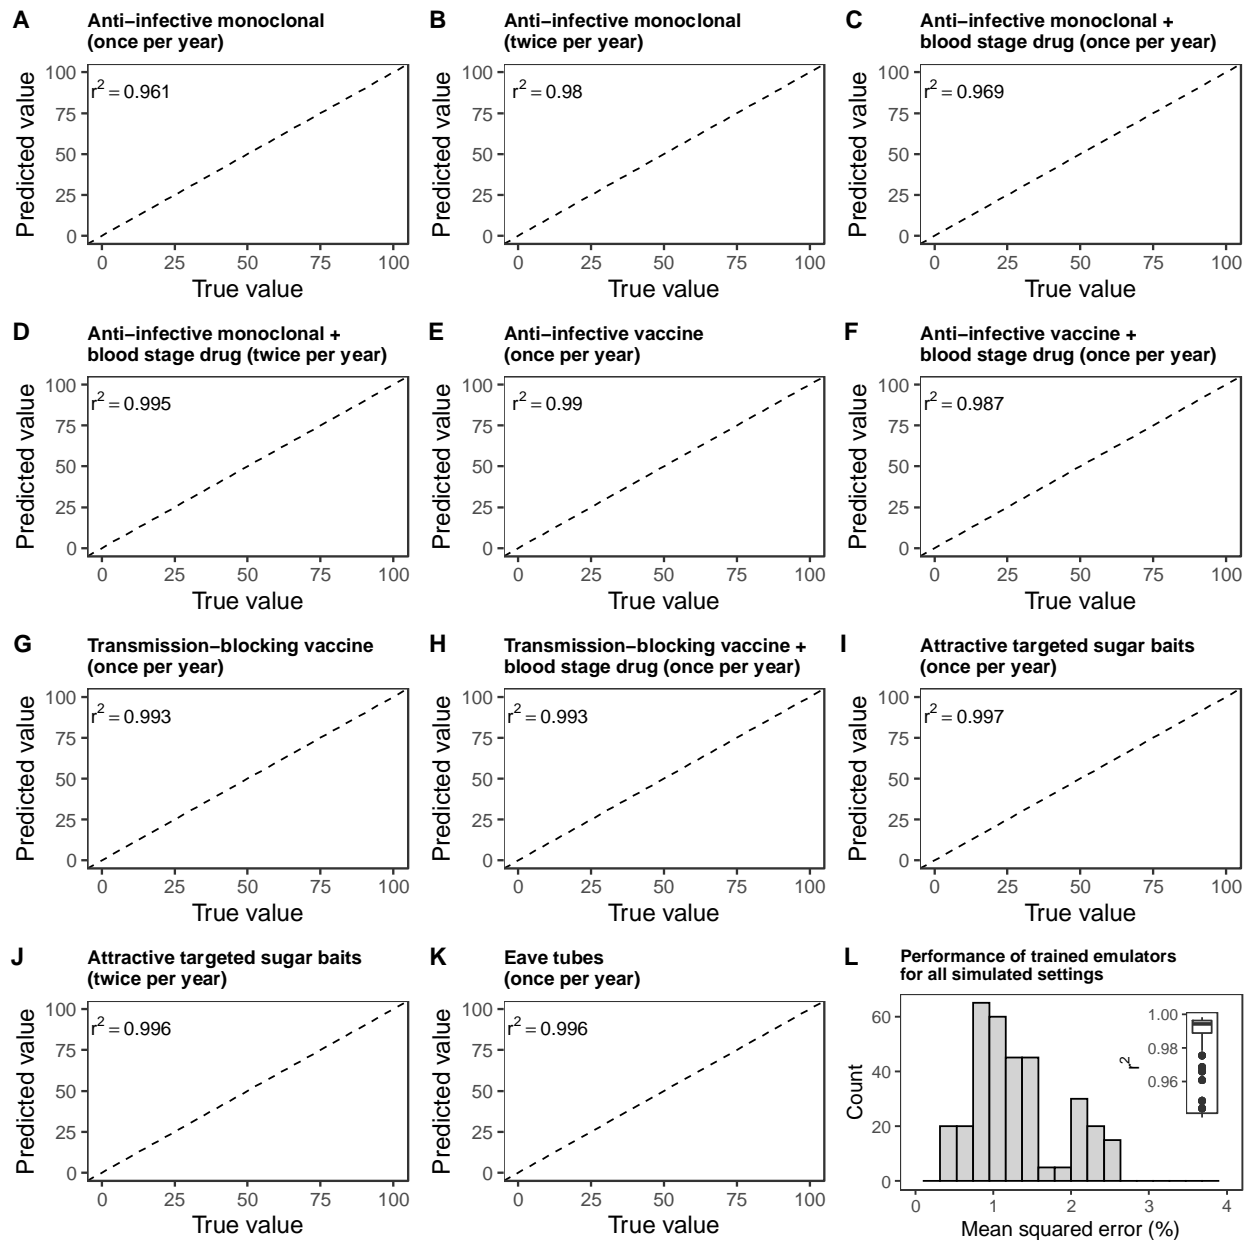 A
Anti−infective monoclonal
(once per year)
r² = 0.961
100
75
50
25
0
Predicted value
0 25 50 75 100
True value
B
Anti−infective monoclonal
(twice per year)
r² = 0.98
100
75
50
25
0
Predicted value
0 25 50 75 100
True value
C
Anti−infective monoclonal +
blood stage drug (once per year)
r² = 0.969
100
75
50
25
0
Predicted value
0 25 50 75 100
True value
D
Anti−infective monoclonal +
blood stage drug (twice per year)
r² = 0.995
100
75
50
25
0
Predicted value
0 25 50 75 100
True value
E
Anti−infective vaccine
(once per year)
r² = 0.99
100
75
50
25
0
Predicted value
0 25 50 75 100
True value
F
Anti−infective vaccine +
blood stage drug (once per year)
r² = 0.987
100
75
50
25
0
Predicted value
0 25 50 75 100
True value
G
Transmission−blocking vaccine
(once per year)
r² = 0.993
100
75
50
25
0
Predicted value
0 25 50 75 100
True value
H
Transmission−blocking vaccine +
blood stage drug (once per year)
r² = 0.993
100
75
50
25
0
Predicted value
0 25 50 75 100
True value
I
Attractive targeted sugar baits
(once per year)
r² = 0.997
100
75
50
25
0
Predicted value
0 25 50 75 100
True value
J
Attractive targeted sugar baits
(twice per year)
r² = 0.996
100
75
50
25
0
Predicted value
0 25 50 75 100
True value
K
Eave tubes
(once per year)
r² = 0.996
100
75
50
25
0
Predicted value
0 25 50 75 100
True value
L
Performance of trained emulators
for all simulated settings
60
40
20
0
Count
r²
1.00
0.98
0.96
0 1 2 3 4
Mean squared error (%)